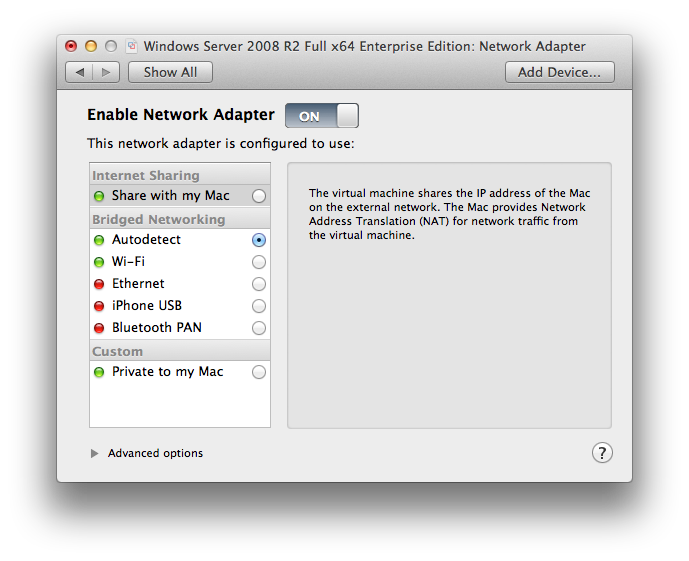 Windows Server 2008 R2 Full x64 Enterprise Edition: Network Adapter
Show All
Add Device...
Enable Network Adapter
ON
This network adapter is configured to use:
Internet Sharing
Share with my Mac
Bridged Networking
Autodetect
Wi-Fi
Ethernet
iPhone USB
Bluetooth PAN
Custom
Private to my Mac
The virtual machine shares the IP address of the Mac
on the external network. The Mac provides Network
Address Translation (NAT) for network traffic from
the virtual machine.
Advanced options
?